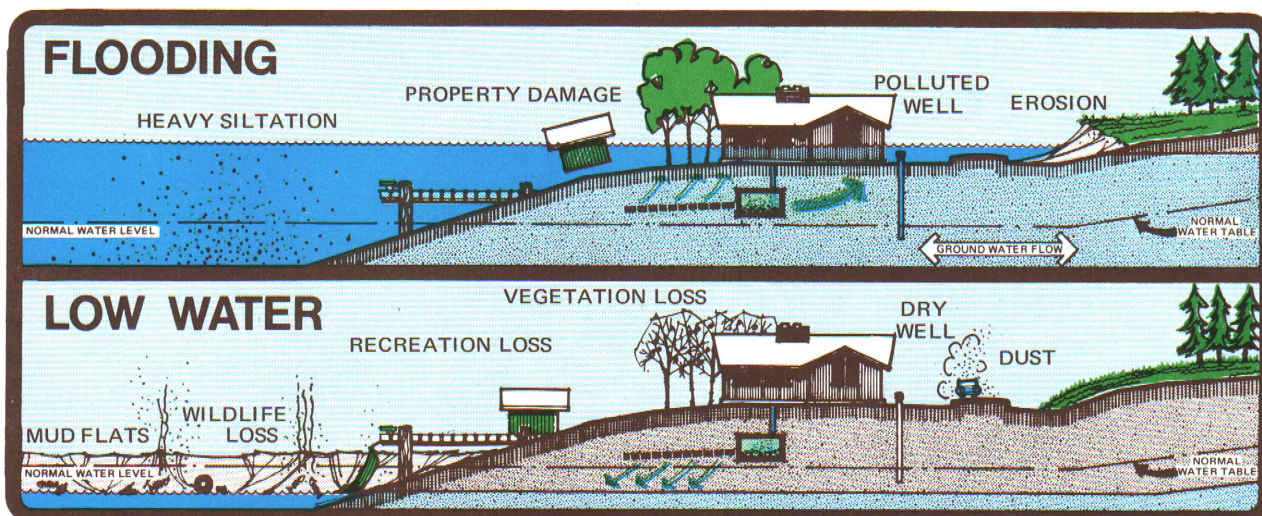 FLOODING
HEAVY SILTATION
PROPERTY DAMAGE
POLLUTED
WELL
EROSION
NORMAL WATER LEVEL
NORMAL
WATER TABLE
GROUND WATER FLOW
LOW WATER
MUD FLATS
WILDLIFE
LOSS
RECREATION LOSS
VEGETATION LOSS
DRY
WELL
DUST
NORMAL WATER LEVEL
NORMAL
WATER TABLE